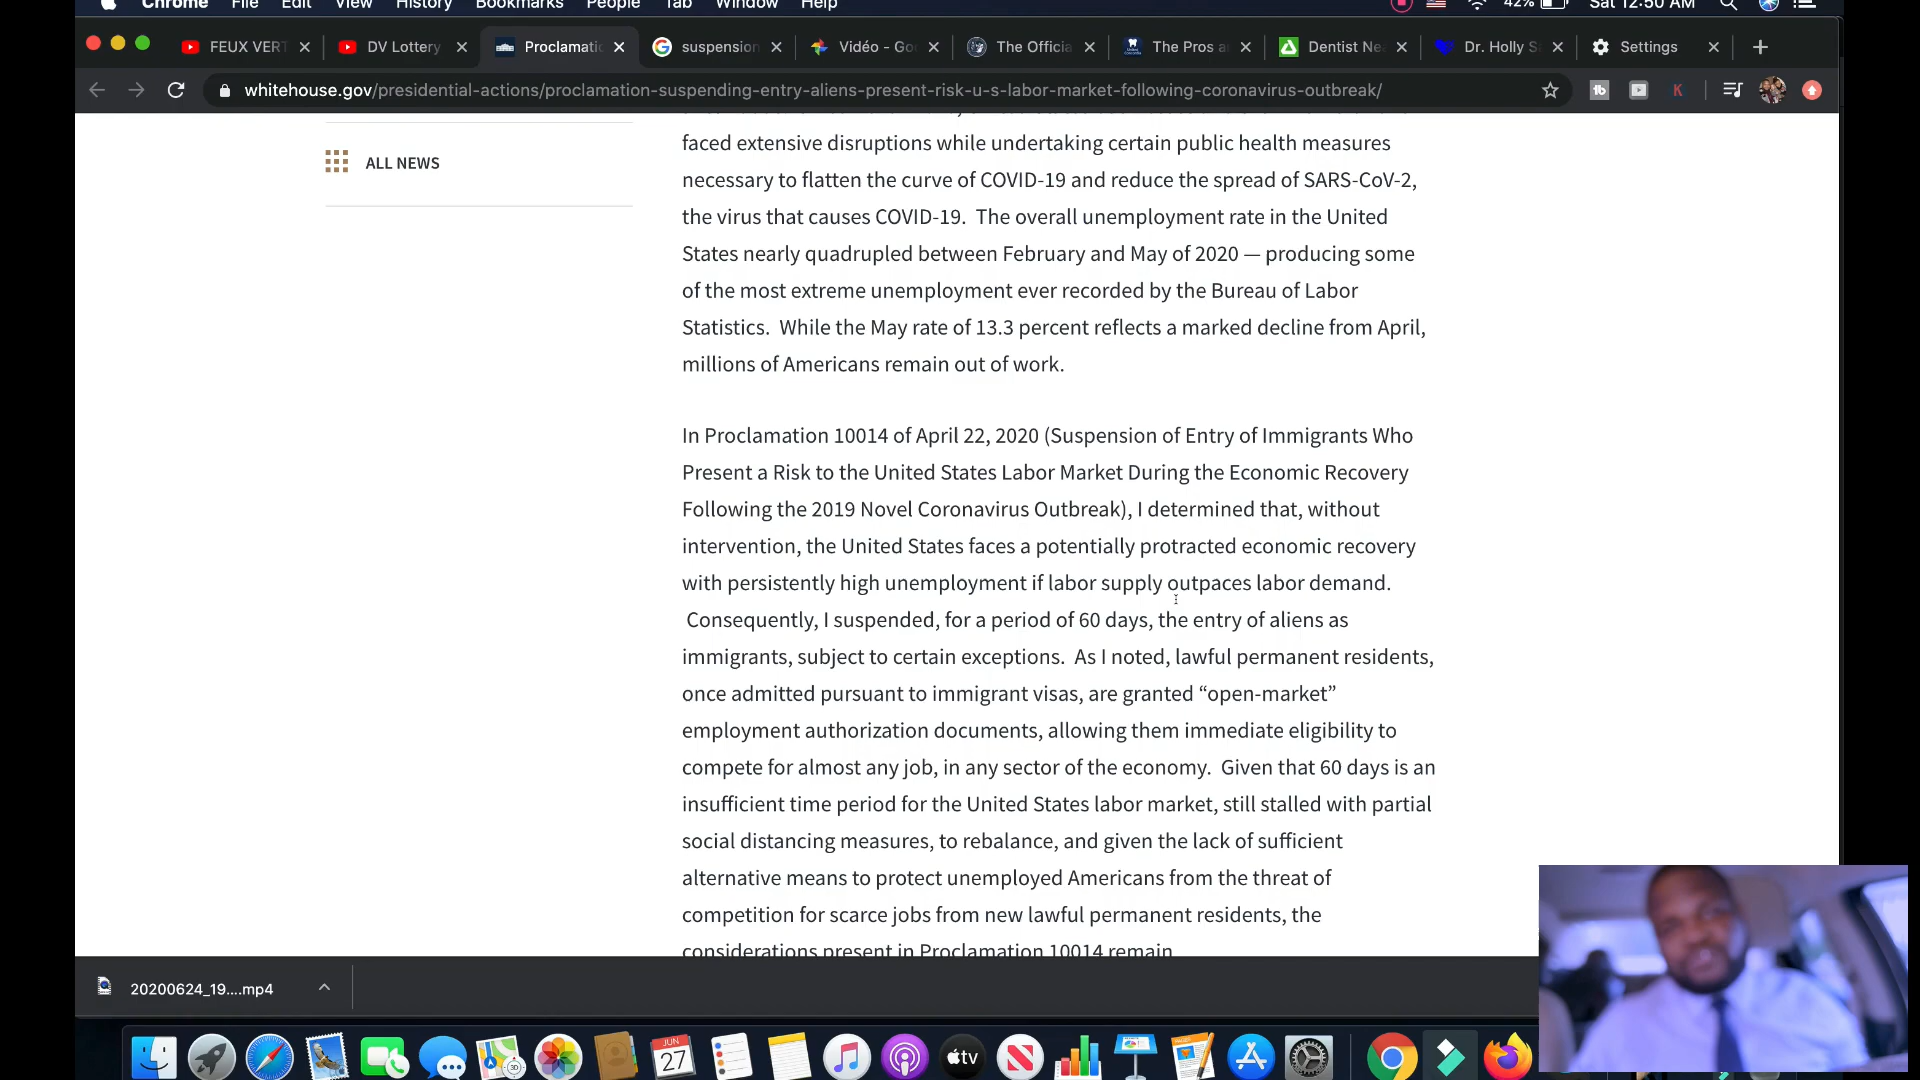 Chrome File Edit View History Bookmarks People Tab Window Help 42% Sat 12:50 AM
FEUX VERT DV Lottery Proclamati suspension Vidéo - Go The Officia The Pros a Dentist Ne Dr. Holly S Settings
whitehouse.gov/presidential-actions/proclamation-suspending-entry-aliens-present-risk-u-s-labor-market-following-coronavirus-outbreak/
ALL NEWS
faced extensive disruptions while undertaking certain public health measures
necessary to flatten the curve of COVID-19 and reduce the spread of SARS-CoV-2,
the virus that causes COVID-19.  The overall unemployment rate in the United
States nearly quadrupled between February and May of 2020 — producing some
of the most extreme unemployment ever recorded by the Bureau of Labor
Statistics.  While the May rate of 13.3 percent reflects a marked decline from April,
millions of Americans remain out of work.
In Proclamation 10014 of April 22, 2020 (Suspension of Entry of Immigrants Who
Present a Risk to the United States Labor Market During the Economic Recovery
Following the 2019 Novel Coronavirus Outbreak), I determined that, without
intervention, the United States faces a potentially protracted economic recovery
with persistently high unemployment if labor supply outpaces labor demand.
Consequently, I suspended, for a period of 60 days, the entry of aliens as
immigrants, subject to certain exceptions.  As I noted, lawful permanent residents,
once admitted pursuant to immigrant visas, are granted “open-market”
employment authorization documents, allowing them immediate eligibility to
compete for almost any job, in any sector of the economy.  Given that 60 days is an
insufficient time period for the United States labor market, still stalled with partial
social distancing measures, to rebalance, and given the lack of sufficient
alternative means to protect unemployed Americans from the threat of
competition for scarce jobs from new lawful permanent residents, the
considerations present in Proclamation 10014 remain
20200624_19....mp4
JUN
27
tv